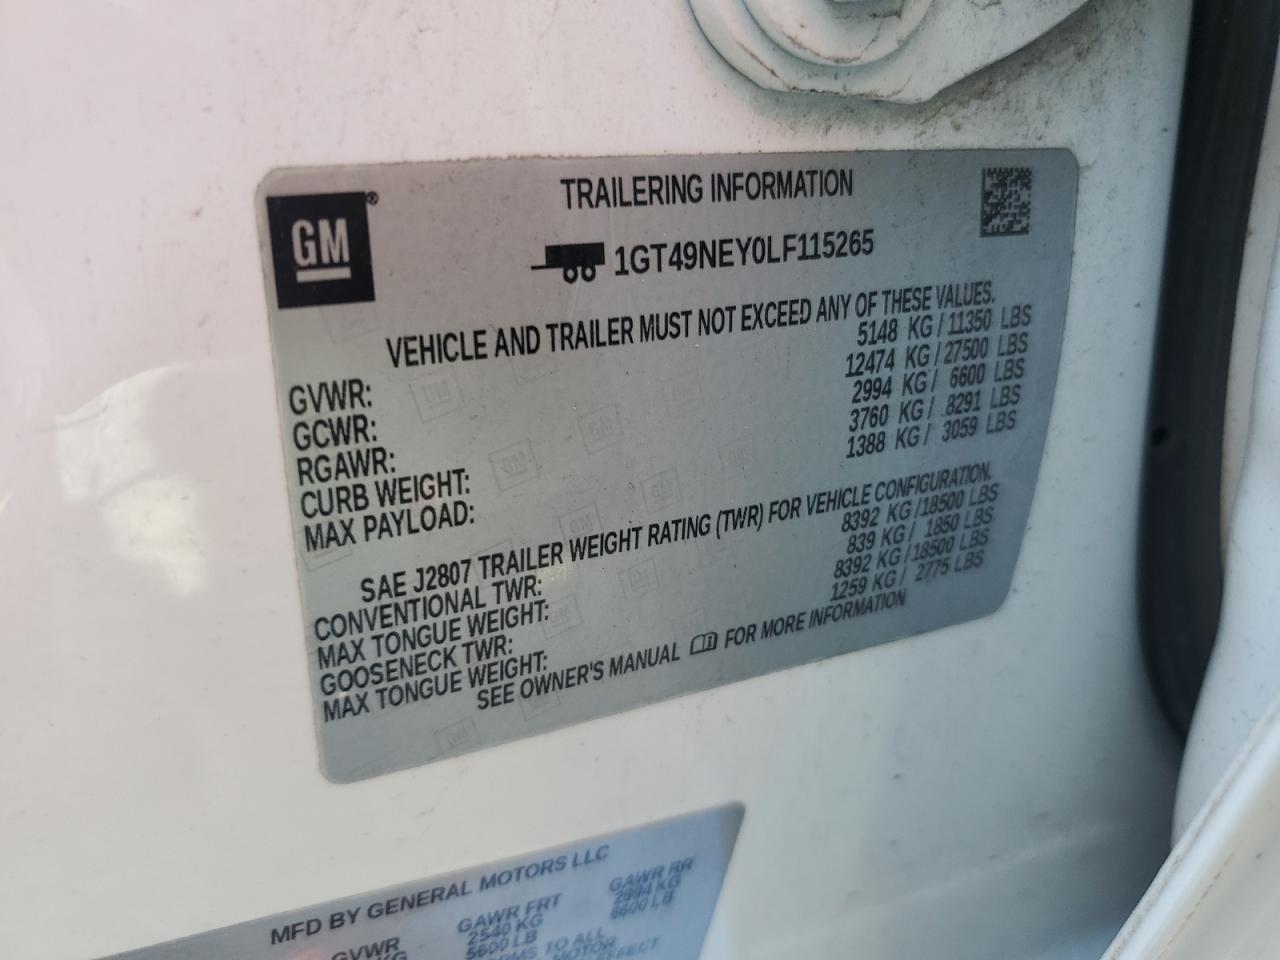 GM®
TRAILERING INFORMATION
1GT49NEY0LF115265
VEHICLE AND TRAILER MUST NOT EXCEED ANY OF THESE VALUES.
GVWR: 5148 KG/11350 LBS
GCWR: 12474 KG/27500 LBS
RGAWR: 2994 KG/ 6600 LBS
CURB WEIGHT: 3760 KG/ 8291 LBS
MAX PAYLOAD: 1388 KG/ 3059 LBS
SAE J2807 TRAILER WEIGHT RATING (TWR) FOR VEHICLE CONFIGURATION.
CONVENTIONAL TWR: 8392 KG/18500 LBS
MAX TONGUE WEIGHT: 839 KG/ 1850 LBS
GOOSENECK TWR: 8392 KG/18500 LBS
MAX TONGUE WEIGHT: 1259 KG/ 2775 LBS
SEE OWNER'S MANUAL FOR MORE INFORMATION
MFD BY GENERAL MOTORS LLC
GVWR GAWR FRT GAWR RR
KG 2540 KG 2994 KG
5600 LB 6600 LB
TO ALL
MOTOR
EFFECT